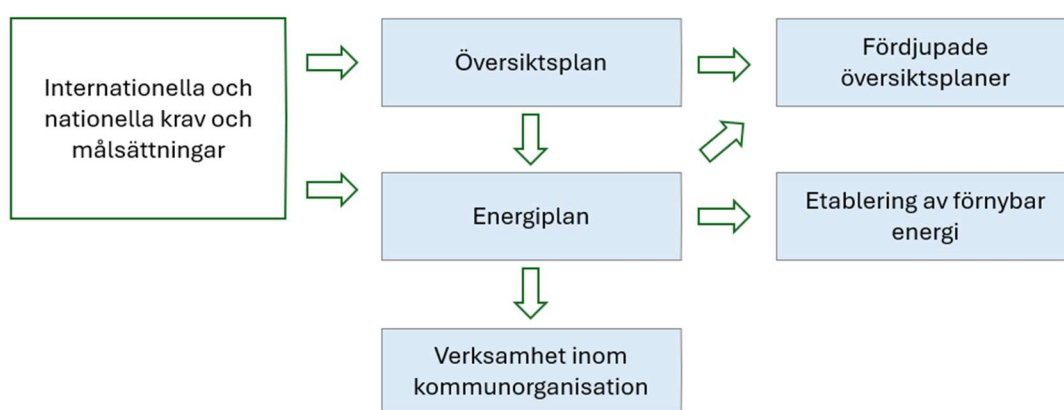 Internationella och
nationella krav och
målsättningar
Översiktsplan
Fördjupade
översiktsplaner
Energiplan
Etablering av förnybar
energi
Verksamhet inom
kommunorganisation